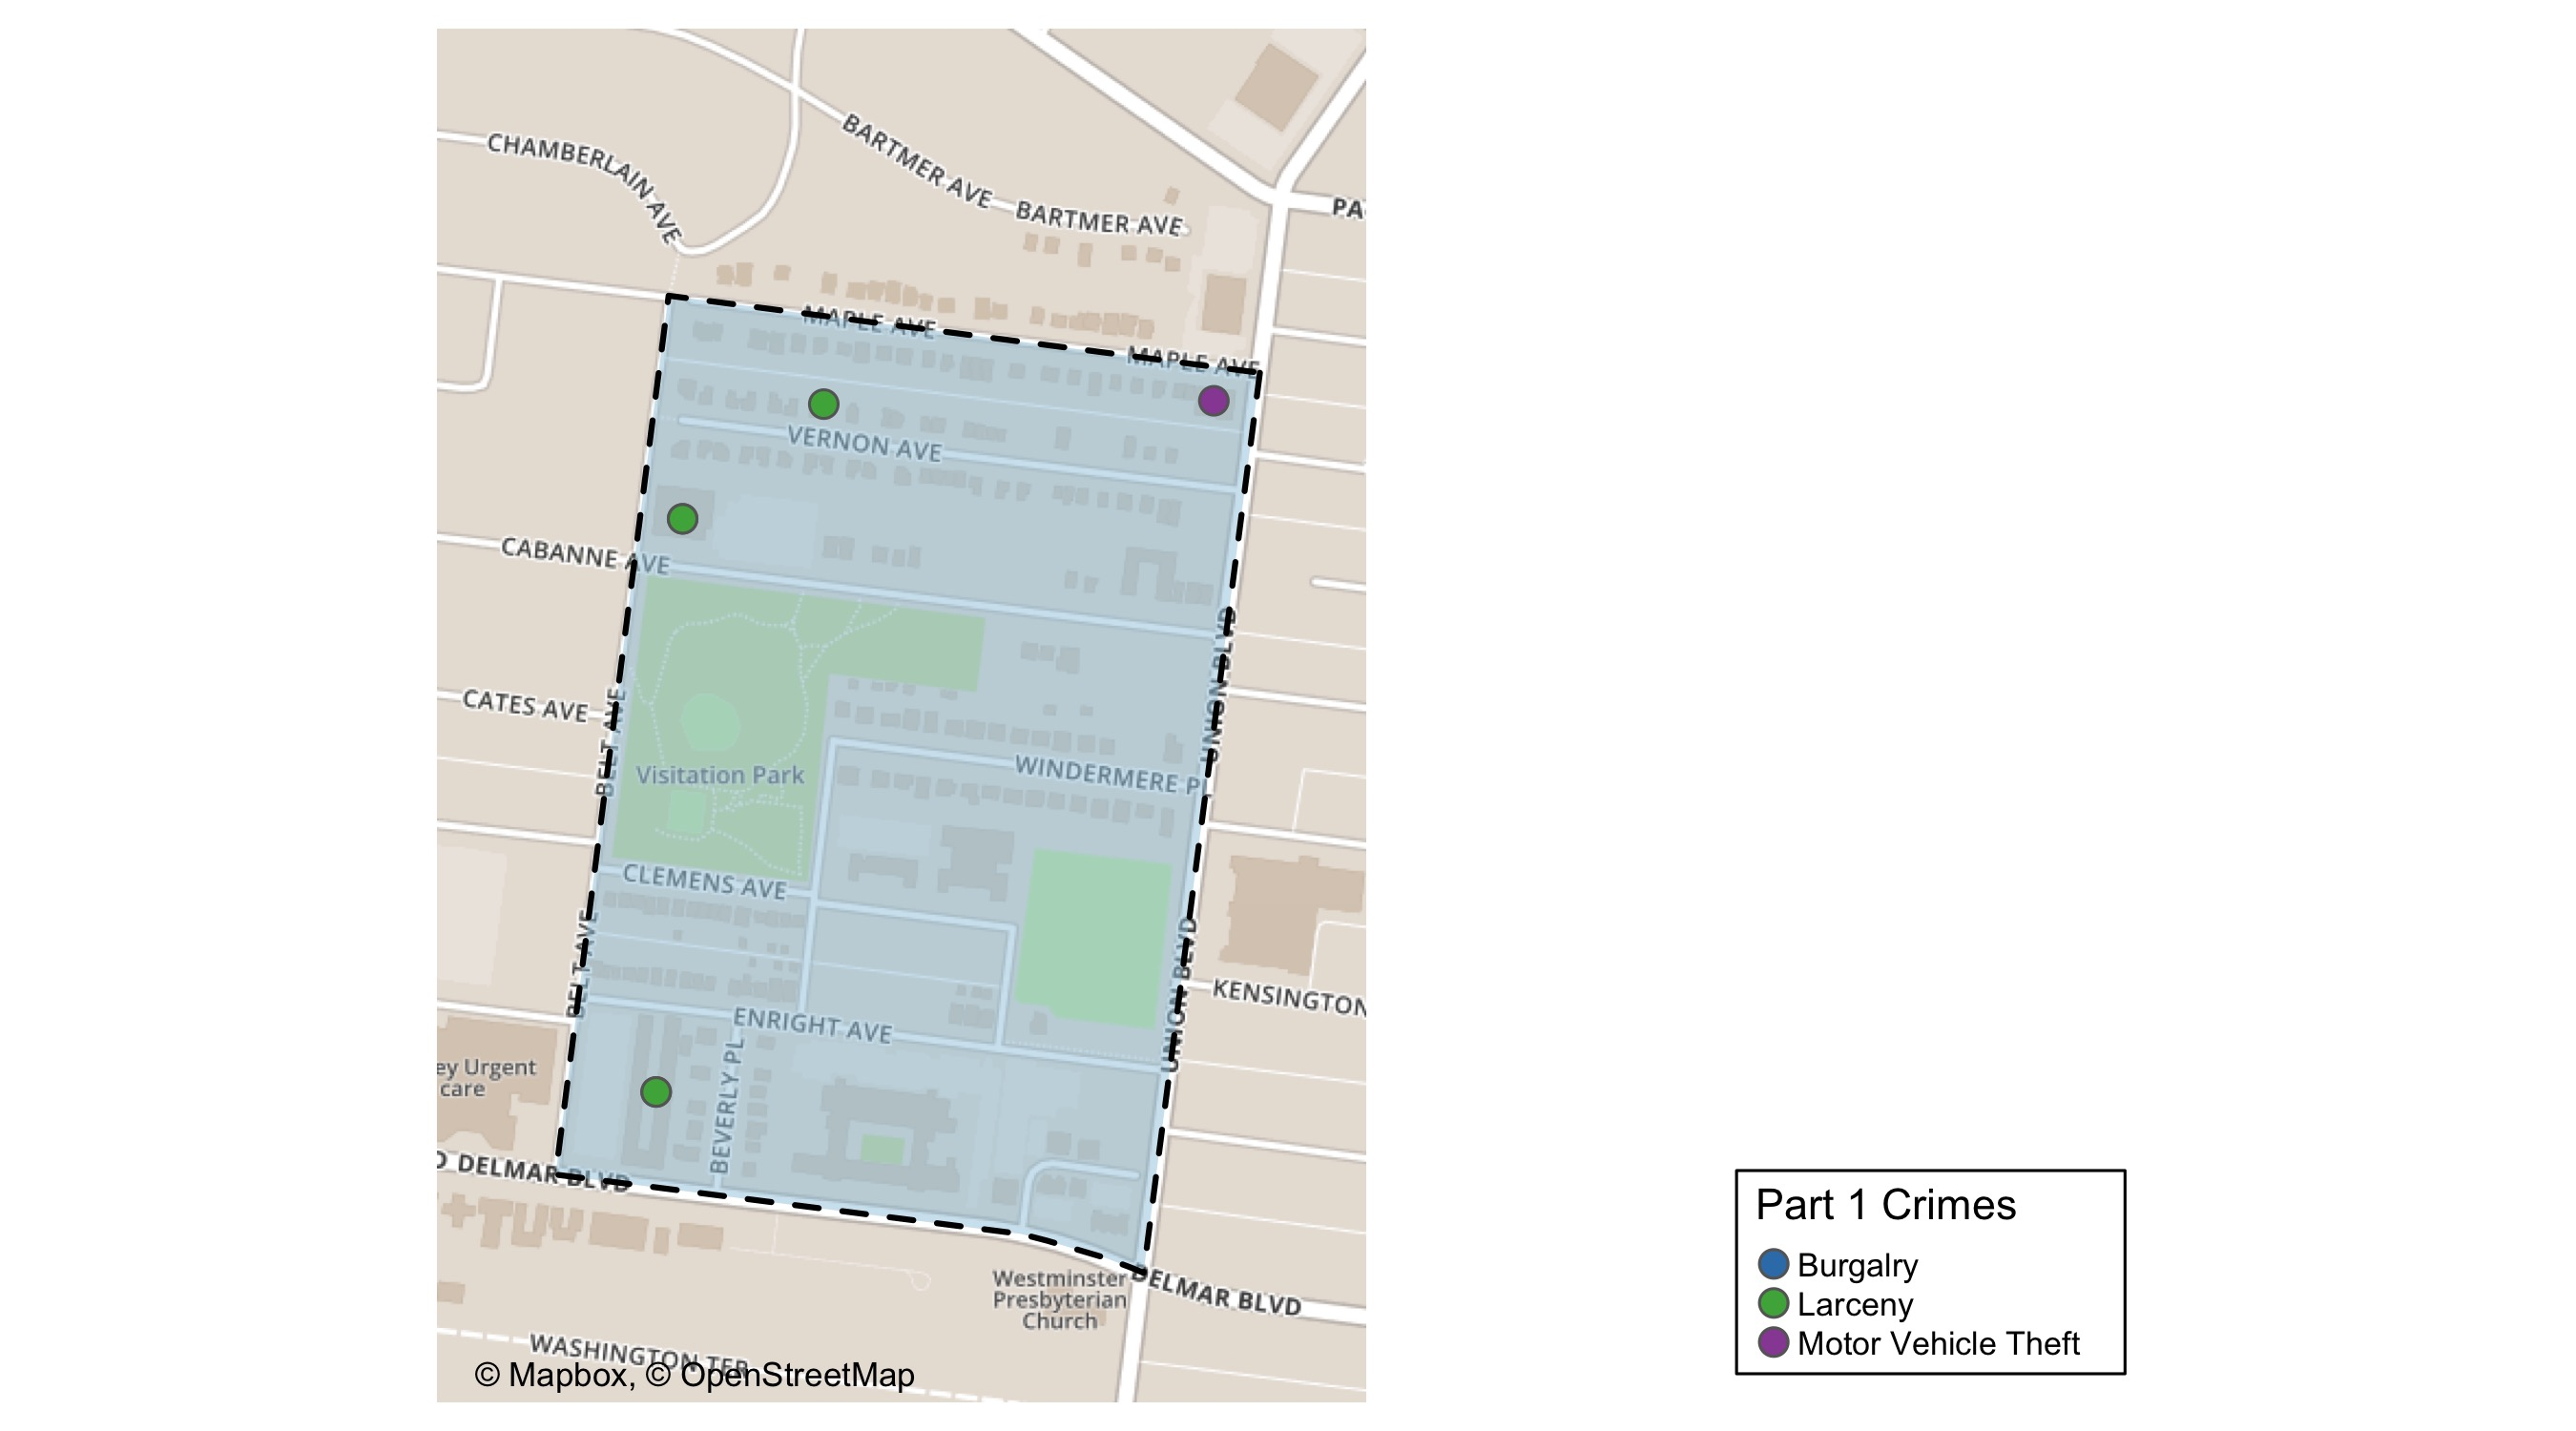 CHAMBERLAIN AVE
BARTMER AVE
BARTMER AVE
PA
MAPLE AVE
MAPLE AVE
VERNON AVE
CABANNE AVE
UNION BLVD
CATES AVE
BELT AVE
Visitation Park
WINDERMERE P
CLEMENS AVE
BELT AVE
UNION BLVD
KENSINGTON
ENRIGHT AVE
BEVERLY PL
ey Urgent
care
DELMAR BLVD
Westminster
Presbyterian
Church
DELMAR BLVD
WASHINGTON TER
© Mapbox, © OpenStreetMap
Part 1 Crimes
Burgalry
Larceny
Motor Vehicle Theft